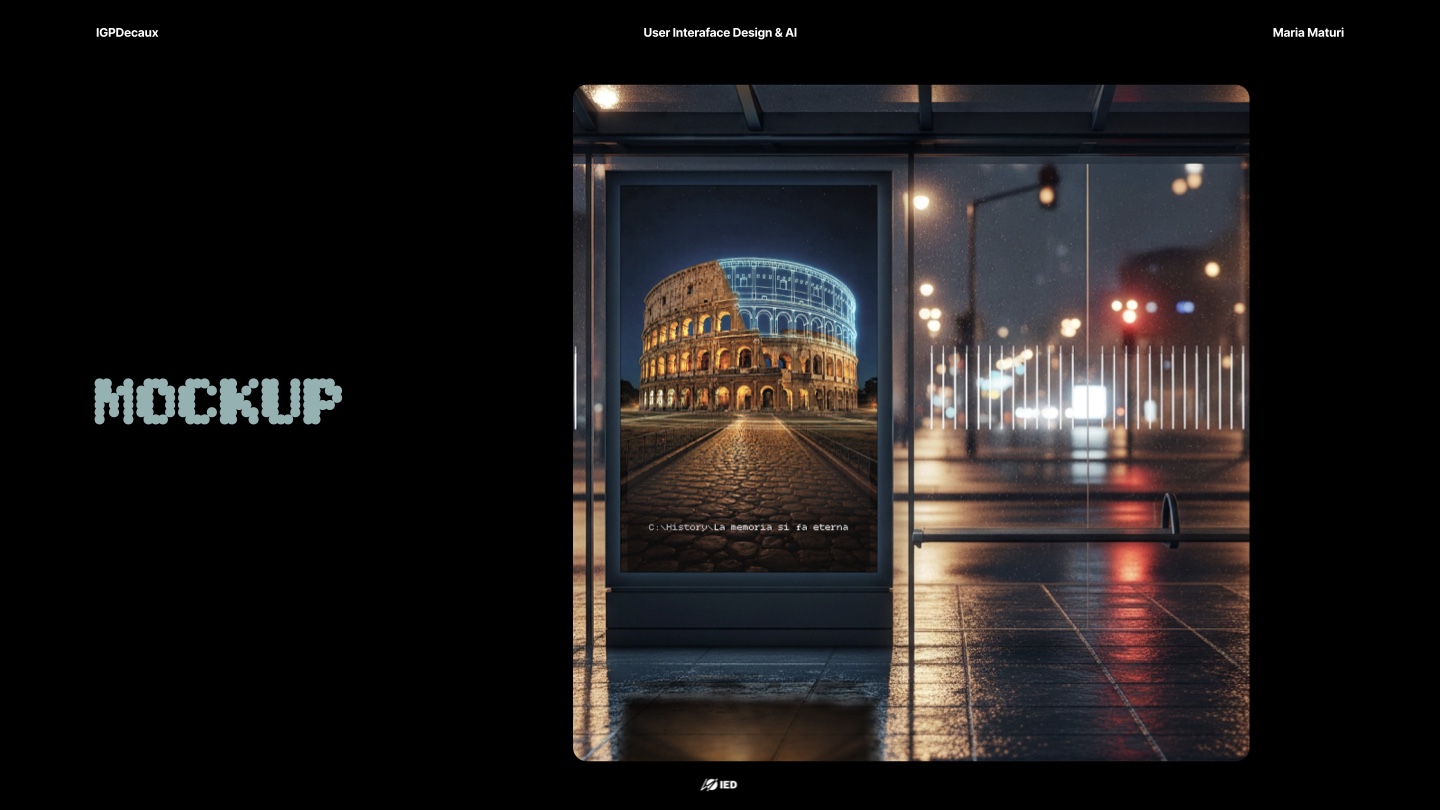 IGPDecaux
User Interaface Design & AI
Maria Maturi
MOCKUP
C:\History\La memoria si fa eterna
IED